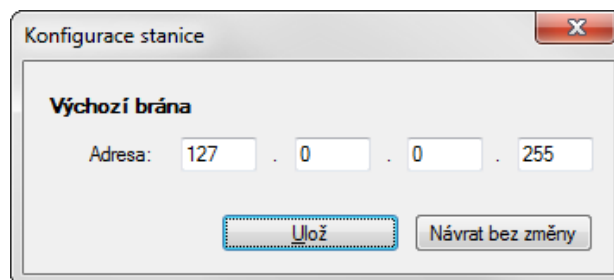 Konfigurace stanice
Výchozí brána
Adresa: 127 . 0 . 0 . 255
Ulož Návrat bez změny